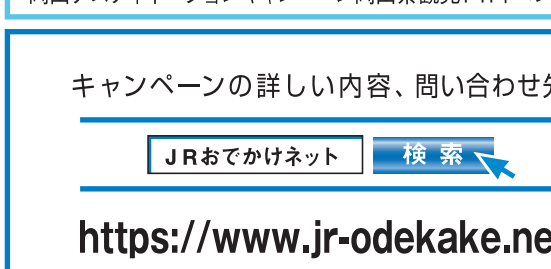 キャンペーンの詳しい内容、問い合わせ先
JRおでかけネット 検索
https://www.jr-odekake.ne